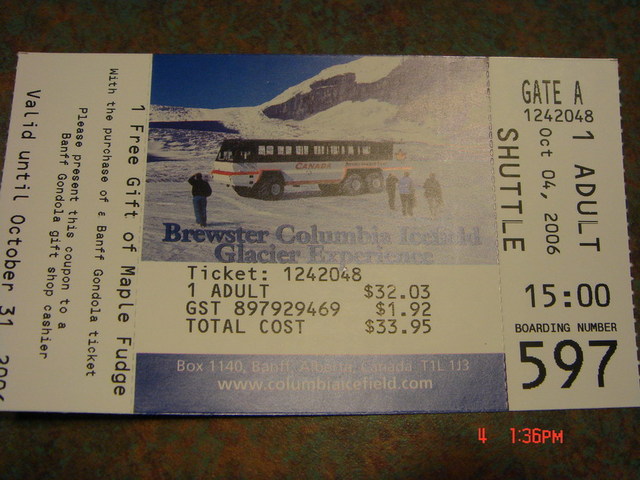 1 Free Gift of Maple Fudge
With the purchase of a Banff Gondola ticket
Please present this coupon to a
Banff Gondola gift shop cashier
Valid until October 31 2006
CANADA
Brewster Columbia Icefield
Glacier Experience
Ticket: 1242048
1 ADULT $32.03
GST 897929469 $1.92
TOTAL COST $33.95
Box 1140, Banff, Alberta, Canada T1L 1J3
www.columbiaicefield.com
GATE A
1242048
1 ADULT
Oct 04, 2006
SHUTTLE
15:00
BOARDING NUMBER
597
4 1:36PM